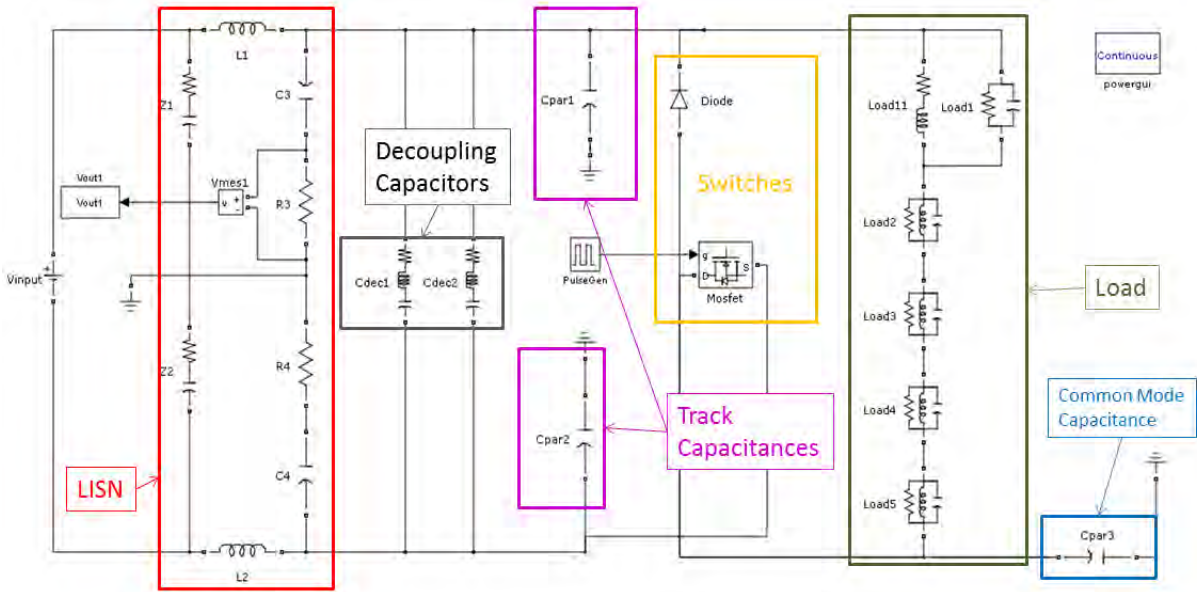 L1
Z1
C3
Cpar1
Diode
Load11
Load1
Continuous
powergui
Decoupling
Capacitors
Switches
Vout1
Vout1
Vmes1
v
+
-
R3
Load2
Vinput
+
Cdec1
Cdec2
PulseGen
g
D
S
Mosfet
Load3
Load
Z2
R4
Load4
Common Mode
Capacitance
Track
Capacitances
Cpar2
LISN
C4
Load5
Cpar3
L2